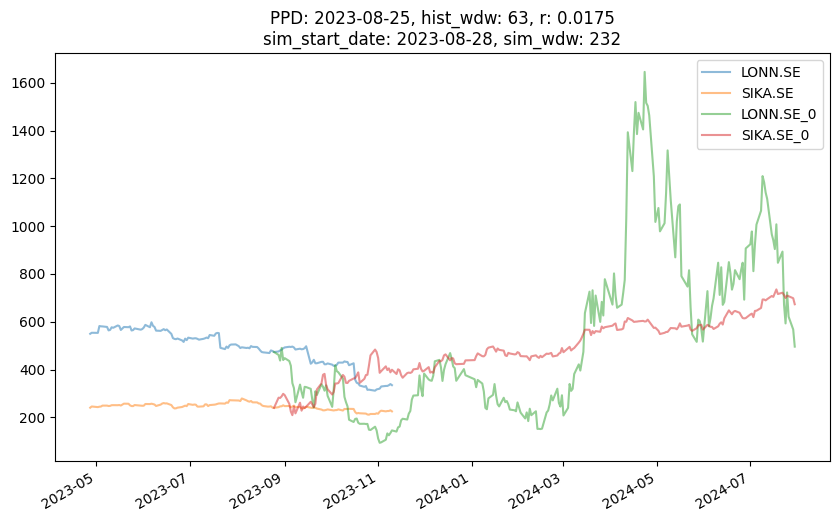 PPD: 2023-08-25, hist_wdw: 63, r: 0.0175
sim_start_date: 2023-08-28, sim_wdw: 232
LONN.SE
SIKA.SE
LONN.SE_0
SIKA.SE_0
1600
1400
1200
1000
800
600
400
200
2023-05
2023-07
2023-09
2023-11
2024-01
2024-03
2024-05
2024-07